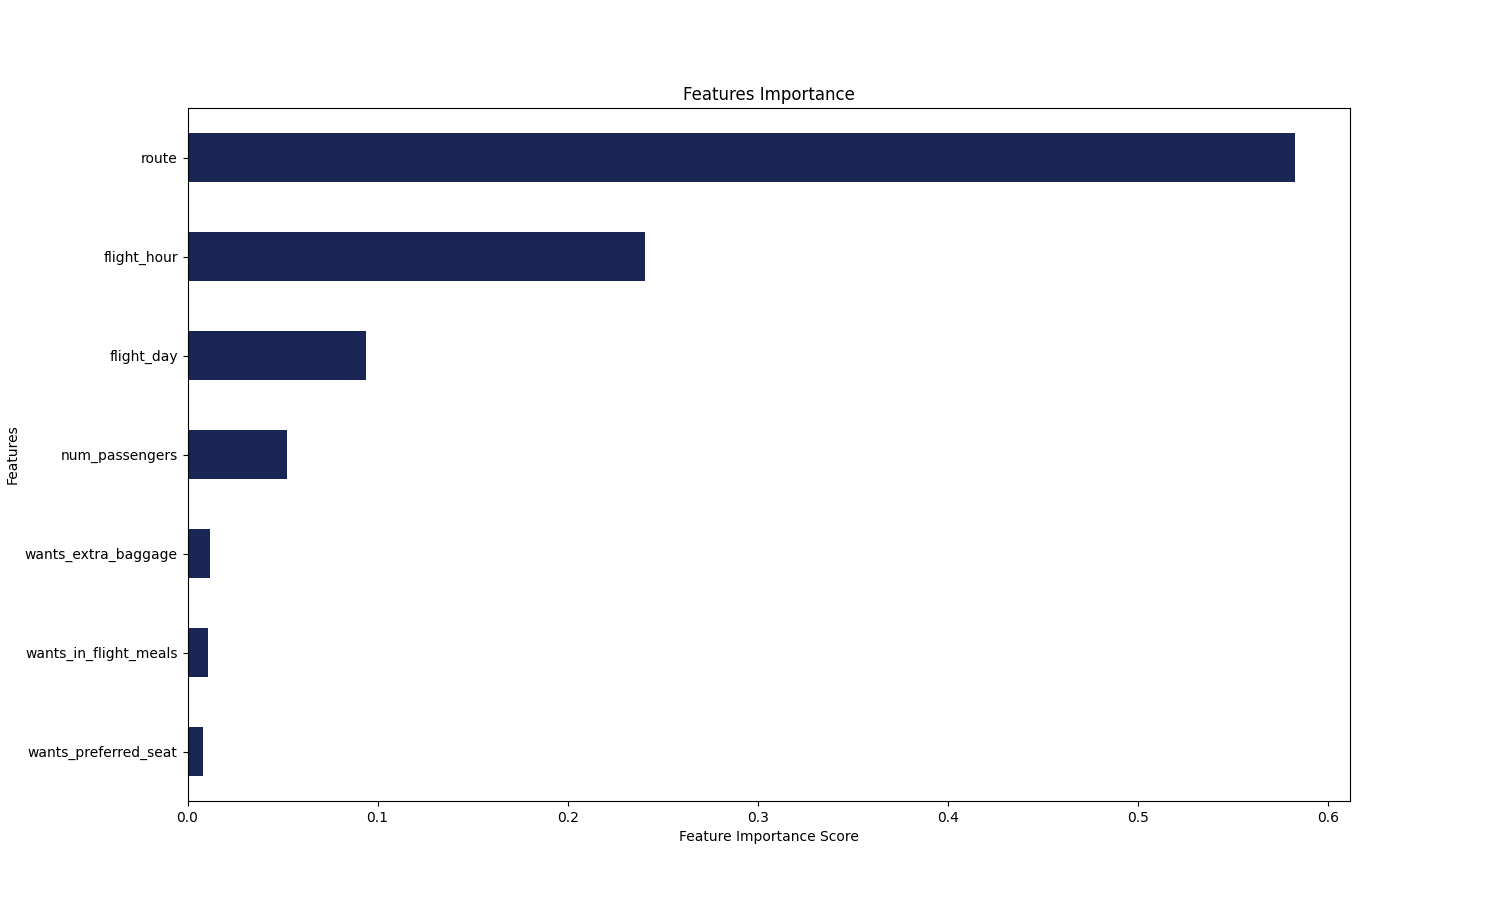 Features Importance
route
flight_hour
flight_day
num_passengers
wants_extra_baggage
wants_in_flight_meals
wants_preferred_seat
Features
0.0 0.1 0.2 0.3 0.4 0.5 0.6
Feature Importance Score